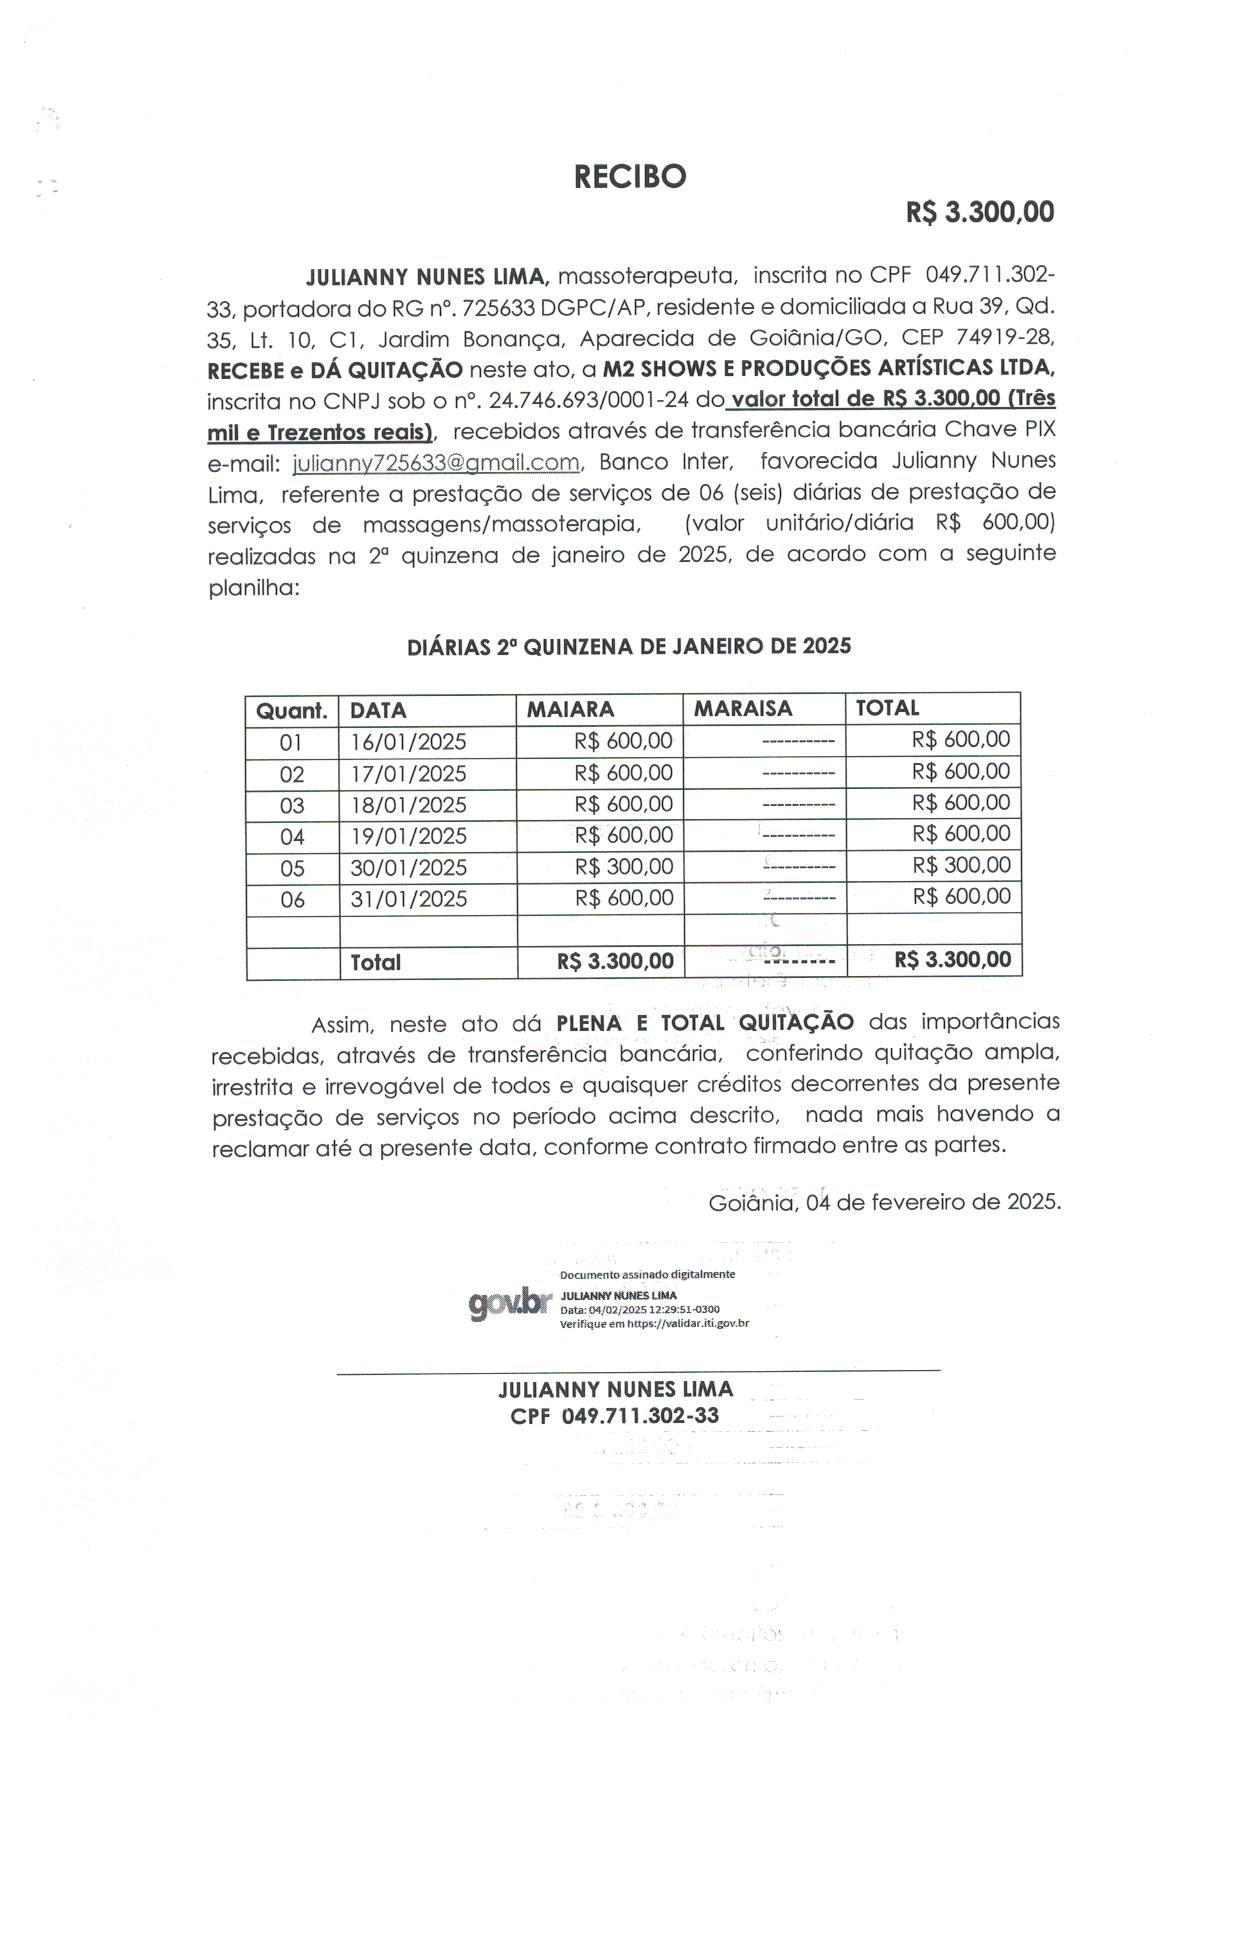 RECIBO
R$ 3.300,00
JULIANNY NUNES LIMA, massoterapeuta, inscrita no CPF 049.711.302-
33, portadora do RG nº. 725633 DGPC/AP, residente e domiciliada a Rua 39, Qd.
35, Lt. 10, C1, Jardim Bonança, Aparecida de Goiânia/GO, CEP 74919-28,
RECEBE e DÁ QUITAÇÃO neste ato, a M2 SHOWS E PRODUÇÕES ARTÍSTICAS LTDA,
inscrita no CNPJ sob o nº. 24.746.693/0001-24 do valor total de R$ 3.300,00 (Três
mil e Trezentos reais), recebidos através de transferência bancária Chave PIX
e-mail: julianny725633@gmail.com, Banco Inter, favorecida Julianny Nunes
Lima, referente a prestação de serviços de 06 (seis) diárias de prestação de
serviços de massagens/massoterapia, (valor unitário/diária R$ 600,00)
realizadas na 2ª quinzena de janeiro de 2025, de acordo com a seguinte
planilha:
DIÁRIAS 2ª QUINZENA DE JANEIRO DE 2025
Quant. DATA MAIARA MARAISA TOTAL
01 16/01/2025 R$ 600,00 ---------- R$ 600,00
02 17/01/2025 R$ 600,00 ---------- R$ 600,00
03 18/01/2025 R$ 600,00 ---------- R$ 600,00
04 19/01/2025 R$ 600,00 ---------- R$ 600,00
05 30/01/2025 R$ 300,00 ---------- R$ 300,00
06 31/01/2025 R$ 600,00 ---------- R$ 600,00
Total R$ 3.300,00 -------- R$ 3.300,00
Assim, neste ato dá PLENA E TOTAL QUITAÇÃO das importâncias
recebidas, através de transferência bancária, conferindo quitação ampla,
irrestrita e irrevogável de todos e quaisquer créditos decorrentes da presente
prestação de serviços no período acima descrito, nada mais havendo a
reclamar até a presente data, conforme contrato firmado entre as partes.
Goiânia, 04 de fevereiro de 2025.
Documento assinado digitalmente
gov.br JULIANNY NUNES LIMA
Data: 04/02/2025 12:29:51-0300
Verifique em https://validar.iti.gov.br
JULIANNY NUNES LIMA
CPF 049.711.302-33